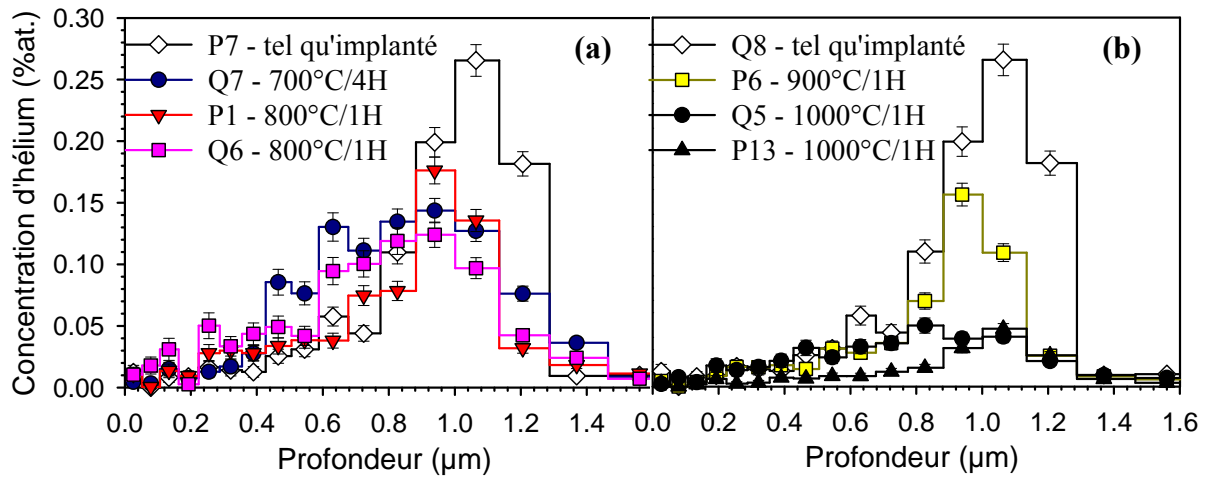 Concentration d'hélium (%at.)
0.30
0.25
0.20
0.15
0.10
0.05
0.00
P7 - tel qu'implanté
(a)
Q7 - 700°C/4H
P1 - 800°C/1H
Q6 - 800°C/1H
Q8 - tel qu'implanté
(b)
P6 - 900°C/1H
Q5 - 1000°C/1H
P13 - 1000°C/1H
0.0 0.2 0.4 0.6 0.8 1.0 1.2 1.4
0.0 0.2 0.4 0.6 0.8 1.0 1.2 1.4 1.6
Profondeur (µm)
Profondeur (µm)